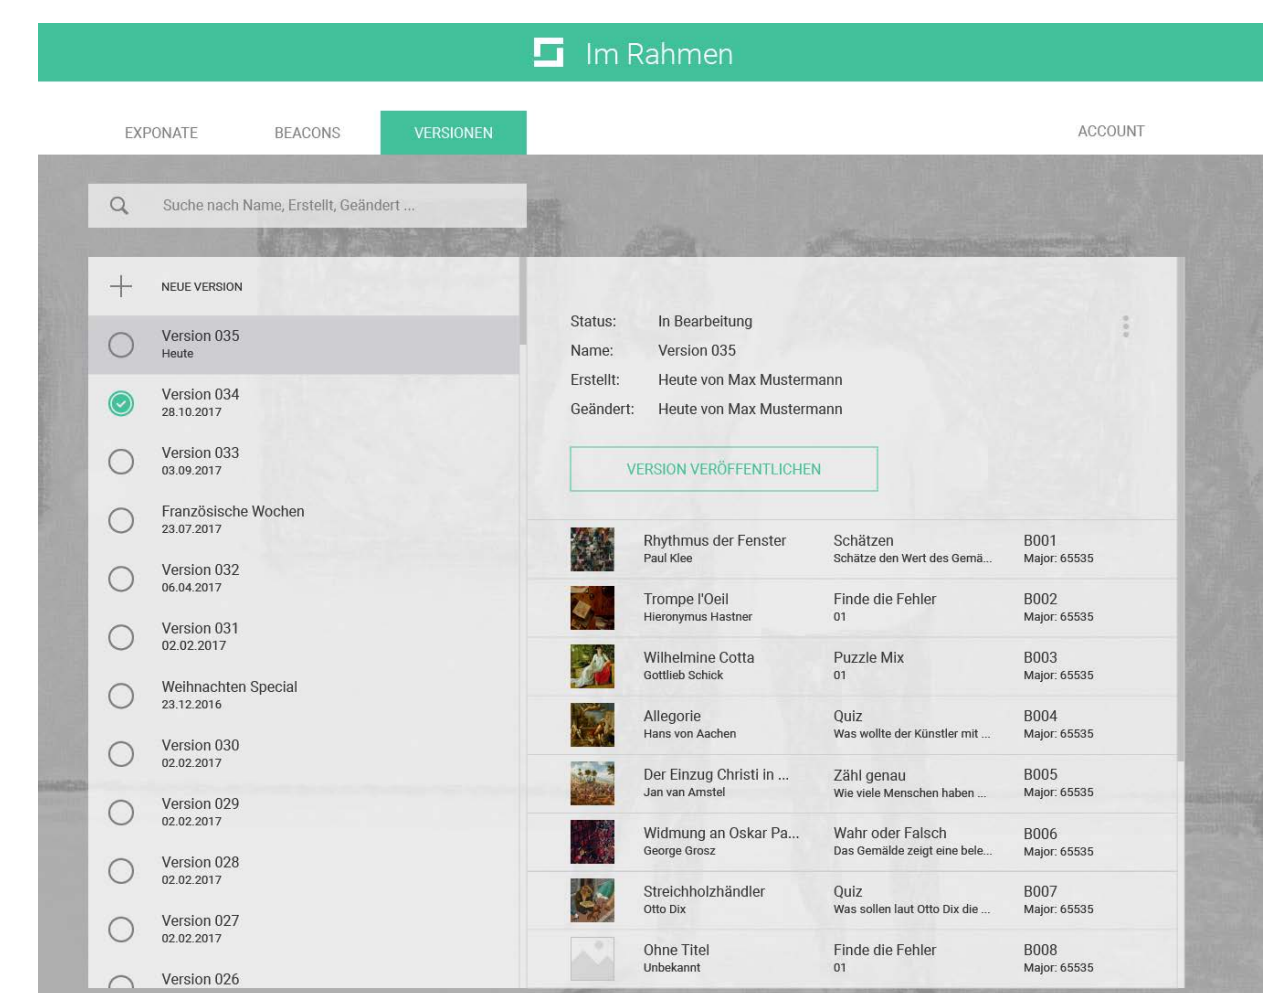 Im Rahmen
EXPONATE
BEACONS
VERSIONEN
ACCOUNT
Suche nach Name, Erstellt, Geändert ...
NEUE VERSION
Version 035
Heute
Version 034
28.10.2017
Version 033
03.09.2017
Französische Wochen
23.07.2017
Version 032
06.04.2017
Version 031
02.02.2017
Weihnachten Special
23.12.2016
Version 030
02.02.2017
Version 029
02.02.2017
Version 028
02.02.2017
Version 027
02.02.2017
Version 026
Status: In Bearbeitung
Name: Version 035
Erstellt: Heute von Max Mustermann
Geändert: Heute von Max Mustermann
VERSION VERÖFFENTLICHEN
Rhythmus der Fenster Schätzen B001
Paul Klee Schätze den Wert des Gemä... Major: 65535
Trompe l'Oeil Finde die Fehler B002
Hieronymus Hastner 01 Major: 65535
Wilhelmine Cotta Puzzle Mix B003
Gottlieb Schick 01 Major: 65535
Allegorie Quiz B004
Hans von Aachen Was wollte der Künstler mit ... Major: 65535
Der Einzug Christi in ... Zähl genau B005
Jan van Amstel Wie viele Menschen haben ... Major: 65535
Widmung an Oskar Pa... Wahr oder Falsch B006
George Grosz Das Gemälde zeigt eine bele... Major: 65535
Streichholzhändler Quiz B007
Otto Dix Was sollen laut Otto Dix die ... Major: 65535
Ohne Titel Finde die Fehler B008
Unbekannt 01 Major: 65535